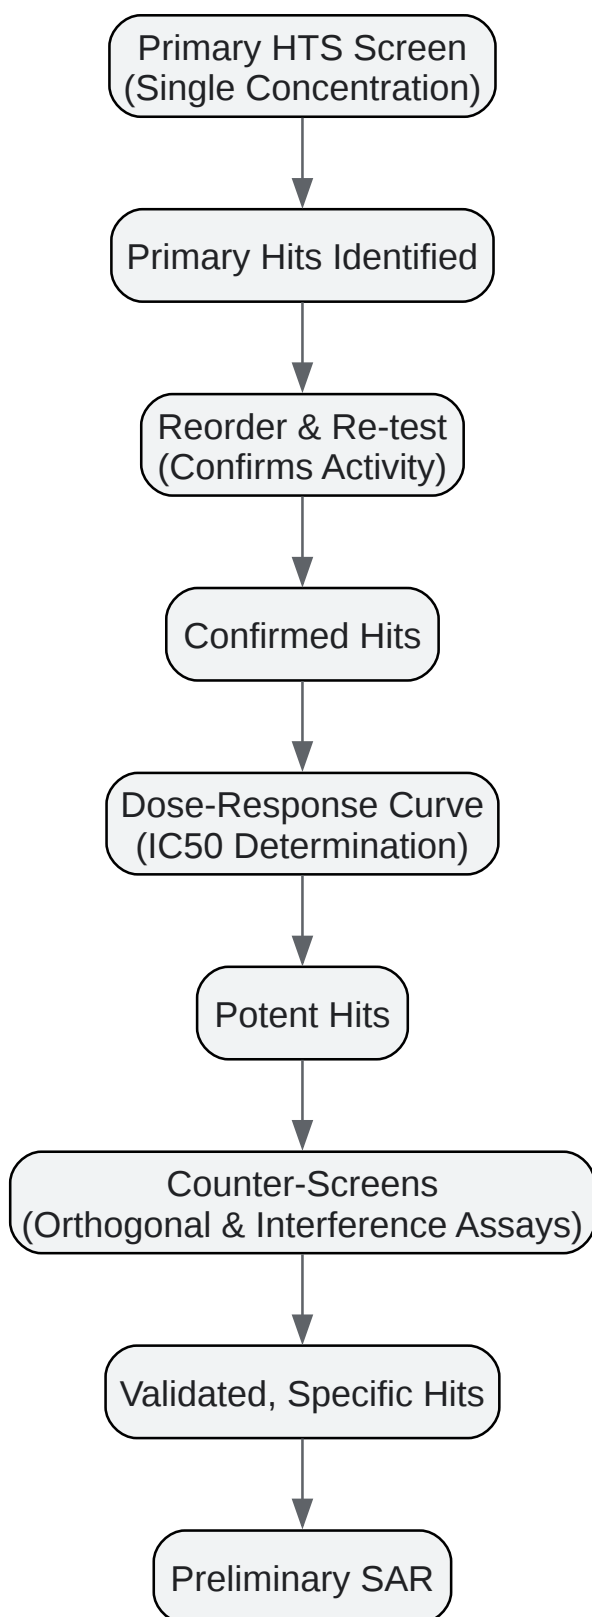 Primary HTS Screen
(Single Concentration)
Primary Hits Identified
Reorder & Re-test
(Confirms Activity)
Confirmed Hits
Dose-Response Curve
(IC50 Determination)
Potent Hits
Counter-Screens
(Orthogonal & Interference Assays)
Validated, Specific Hits
Preliminary SAR